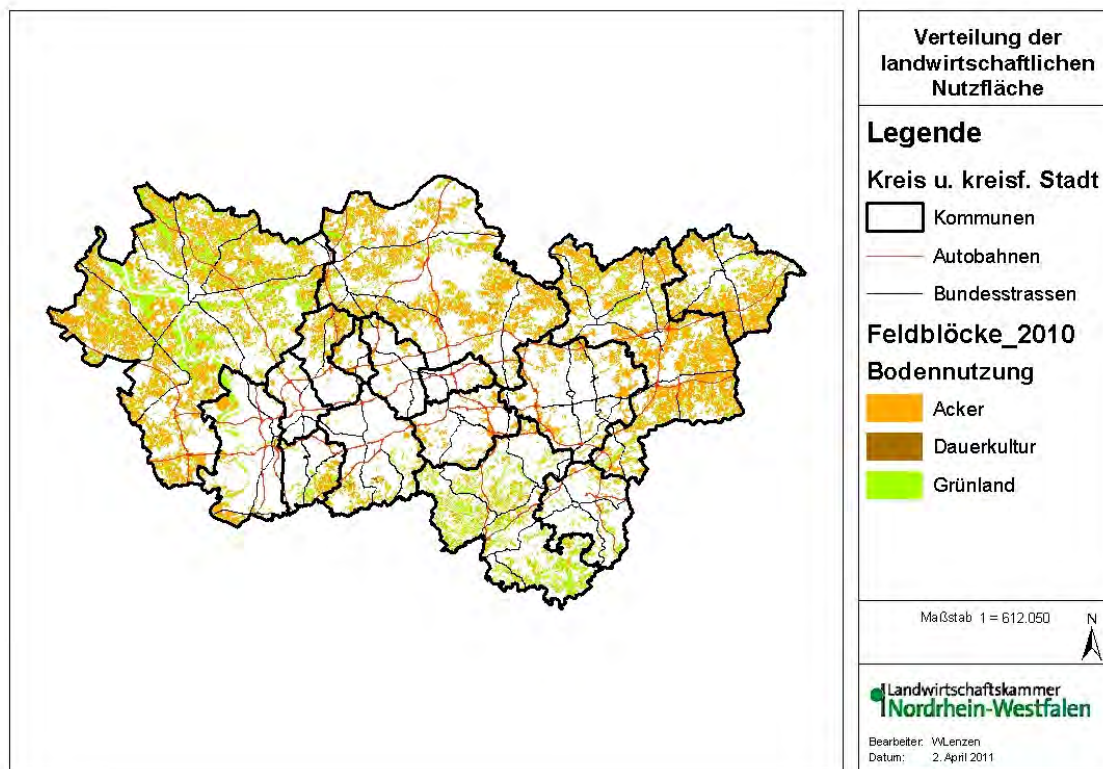 Verteilung der
landwirtschaftlichen
Nutzfläche
Legende
Kreis u. kreisf. Stadt
Kommunen
Autobahnen
Bundesstrassen
Feldblöcke_2010
Bodennutzung
Acker
Dauerkultur
Grünland
Maßstab 1 = 612.050
N
Landwirtschaftskammer
Nordrhein-Westfalen
Bearbeiter: WLenzen
Datum: 2. April 2011